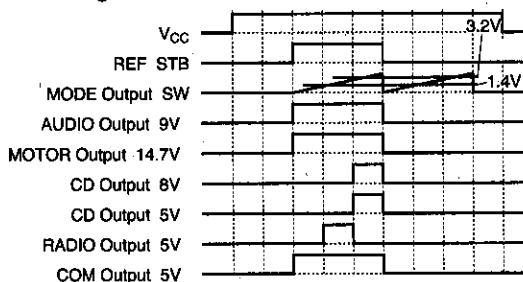 VCC
3.2V
REF STB
1.4V
MODE Output SW
AUDIO Output 9V
MOTOR Output 14.7V
CD Output 8V
CD Output 5V
RADIO Output 5V
COM Output 5V